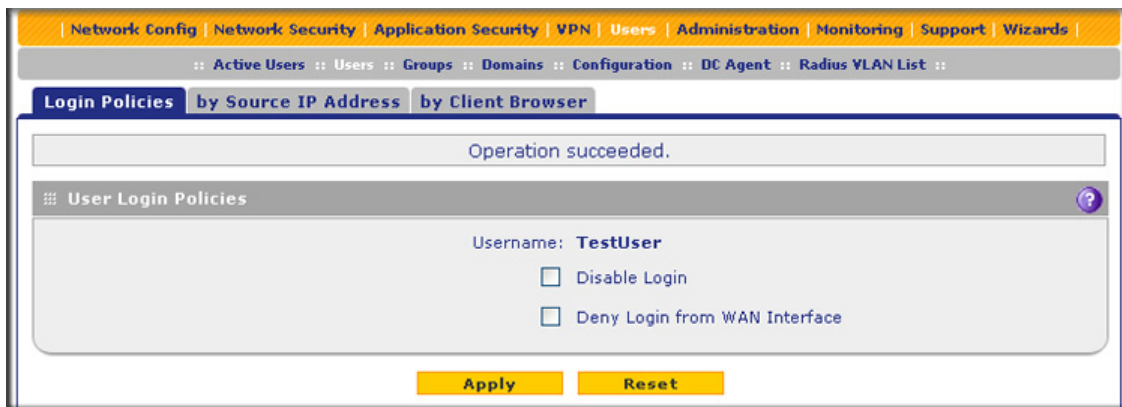 | Network Config | Network Security | Application Security | VPN | Users | Administration | Monitoring | Support | Wizards |
:: Active Users :: Users :: Groups :: Domains :: Configuration :: DC Agent :: Radius VLAN List ::
Login Policies by Source IP Address by Client Browser
Operation succeeded.
User Login Policies ?
Username: TestUser
Disable Login
Deny Login from WAN Interface
Apply Reset